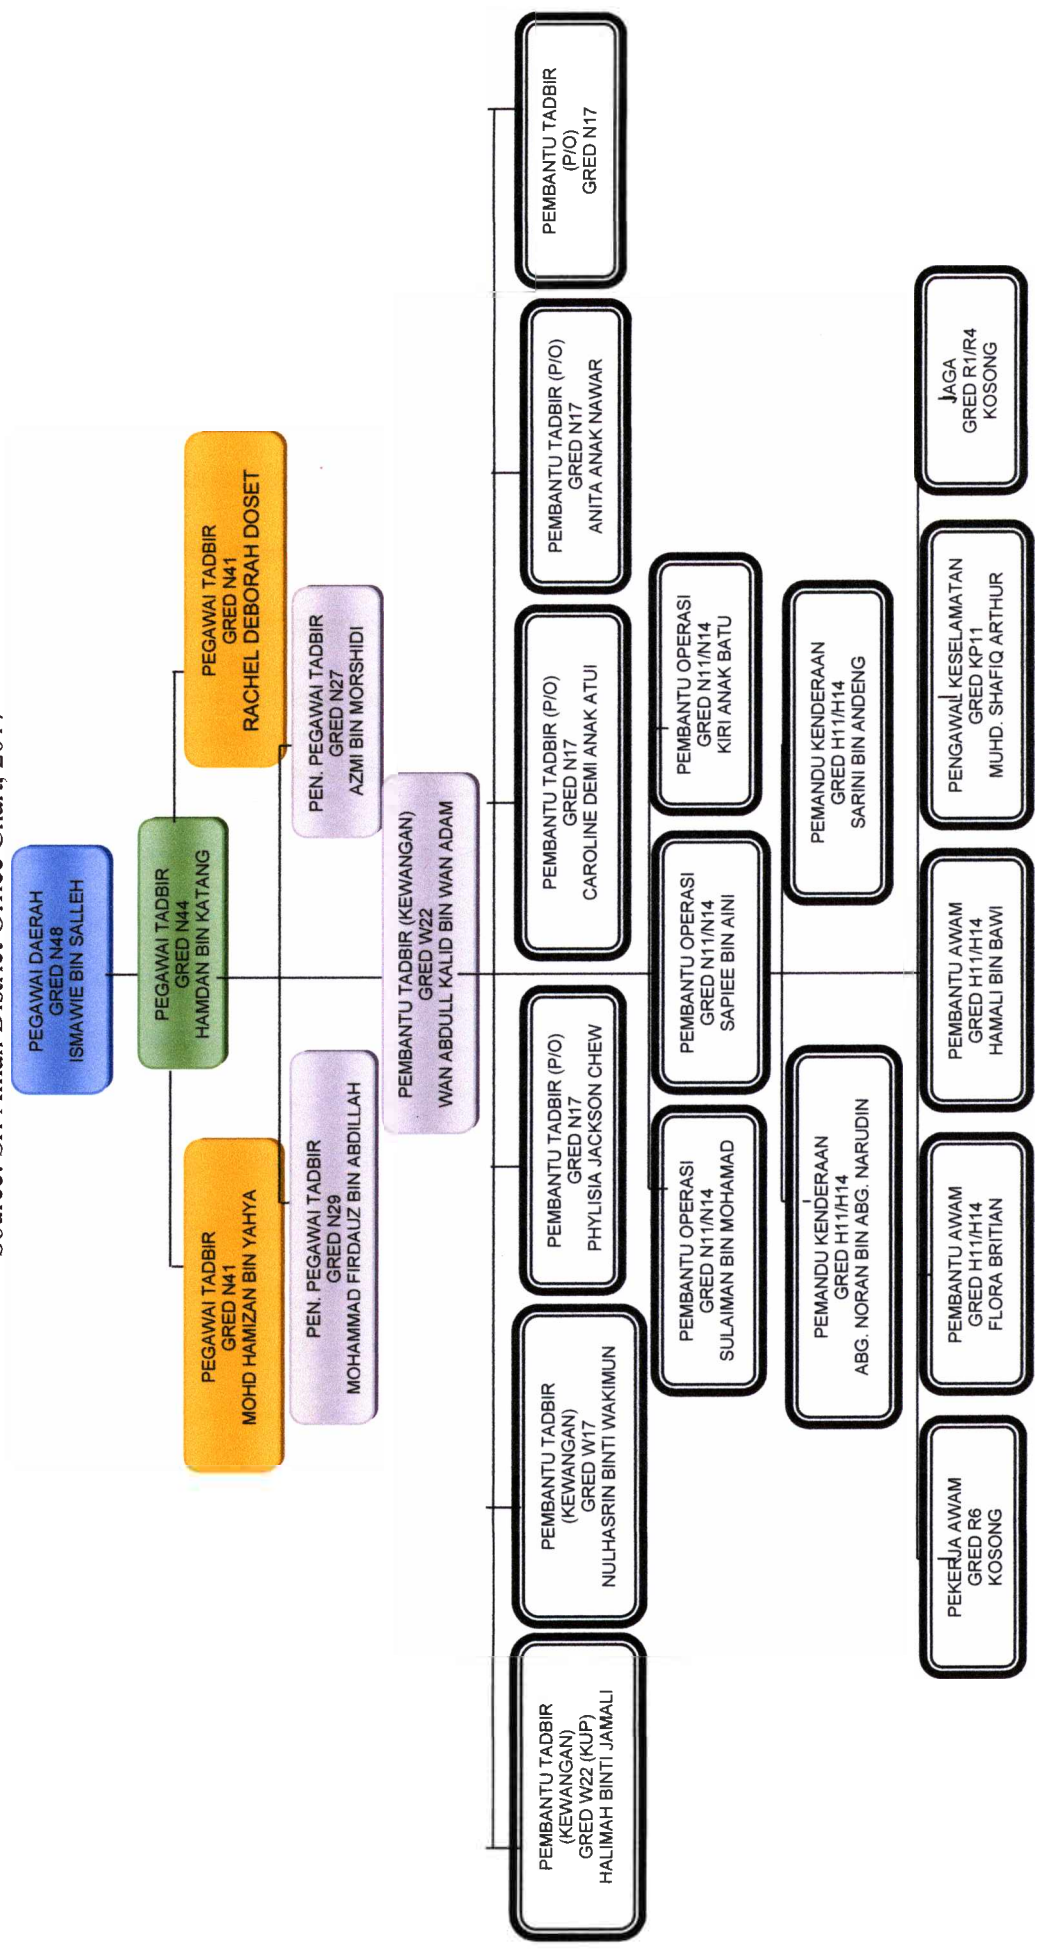 PEGAWAI DAERAH
GRED N48
ISMAWIE BIN SALLEH
PEGAWAI TADBIR
GRED N44
HAMDAN BIN KATANG
PEGAWAI TADBIR
GRED N41
MOHD HAMIZAN BIN YAHYA
PEGAWAI TADBIR
GRED N41
RACHEL DEBORAH DOSET
PEN. PEGAWAI TADBIR
GRED N29
MOHAMMAD FIRDAUZ BIN ABDILLAH
PEN. PEGAWAI TADBIR
GRED N27
AZMI BIN MORSHIDI
PEMBANTU TADBIR (KEWANGAN)
GRED W22
WAN ABDULL KALID BIN WAN ADAM
PEMBANTU TADBIR
(KEWANGAN)
GRED W22 (KUP)
HALIMAH BINTI JAMALI
PEMBANTU TADBIR
(KEWANGAN)
GRED W17
NULHASRIN BINTI WAKIMUN
PEMBANTU TADBIR (P/O)
GRED N17
PHYLISIA JACKSON CHEW
PEMBANTU TADBIR (P/O)
GRED N17
CAROLINE DEMI ANAK ATUI
PEMBANTU TADBIR (P/O)
GRED N17
ANITA ANAK NAWAR
PEMBANTU TADBIR
(P/O)
GRED N17
PEMBANTU OPERASI
GRED N11/N14
SULAIMAN BIN MOHAMAD
PEMBANTU OPERASI
GRED N11/N14
SAPIEE BIN AINI
PEMBANTU OPERASI
GRED N11/N14
KIRI ANAK BATU
PEMANDU KENDERAAN
GRED H11/H14
ABG. NORAN BIN ABG. NARUDIN
PEMANDU KENDERAAN
GRED H11/H14
SARINI BIN ANDENG
PEKERJA AWAM
GRED R6
KOSONG
PEMBANTU AWAM
GRED H11/H14
FLORA BRITIAN
PEMBANTU AWAM
GRED H11/H14
HAMALI BIN BAWI
PENGAWAL KESELAMATAN
GRED KP11
MUHD. SHAFIQ ARTHUR
JAGA
GRED R1/R4
KOSONG